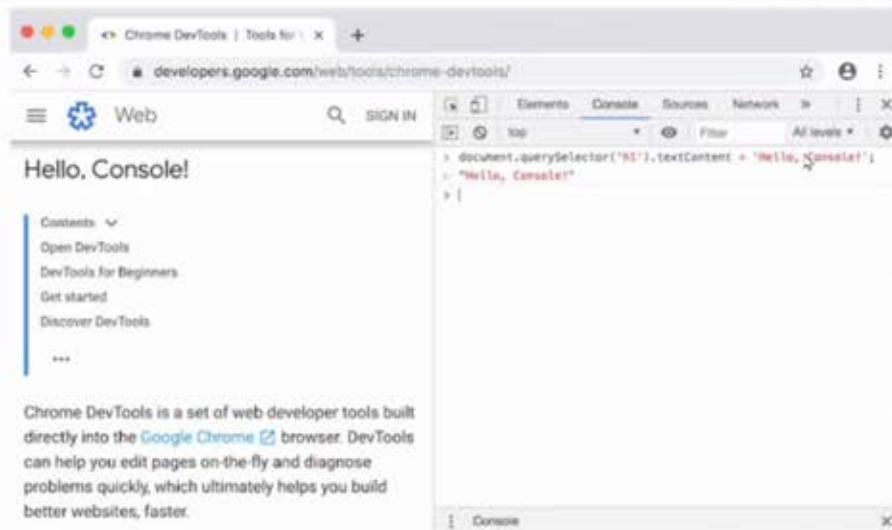 Chrome DevTools | Tools for
developers.google.com/web/tools/chrome-devtools/
Web
SIGN IN
Elements Console Sources Network »
top
Filter
All levels
Hello, Console!
> document.querySelector('h1').textContent = 'Hello, Console!';
"Hello, Console!"
>
Contents
Open DevTools
DevTools for Beginners
Get started
Discover DevTools
...
Chrome DevTools is a set of web developer tools built
directly into the Google Chrome browser. DevTools
can help you edit pages on-the-fly and diagnose
problems quickly, which ultimately helps you build
better websites, faster.
Console